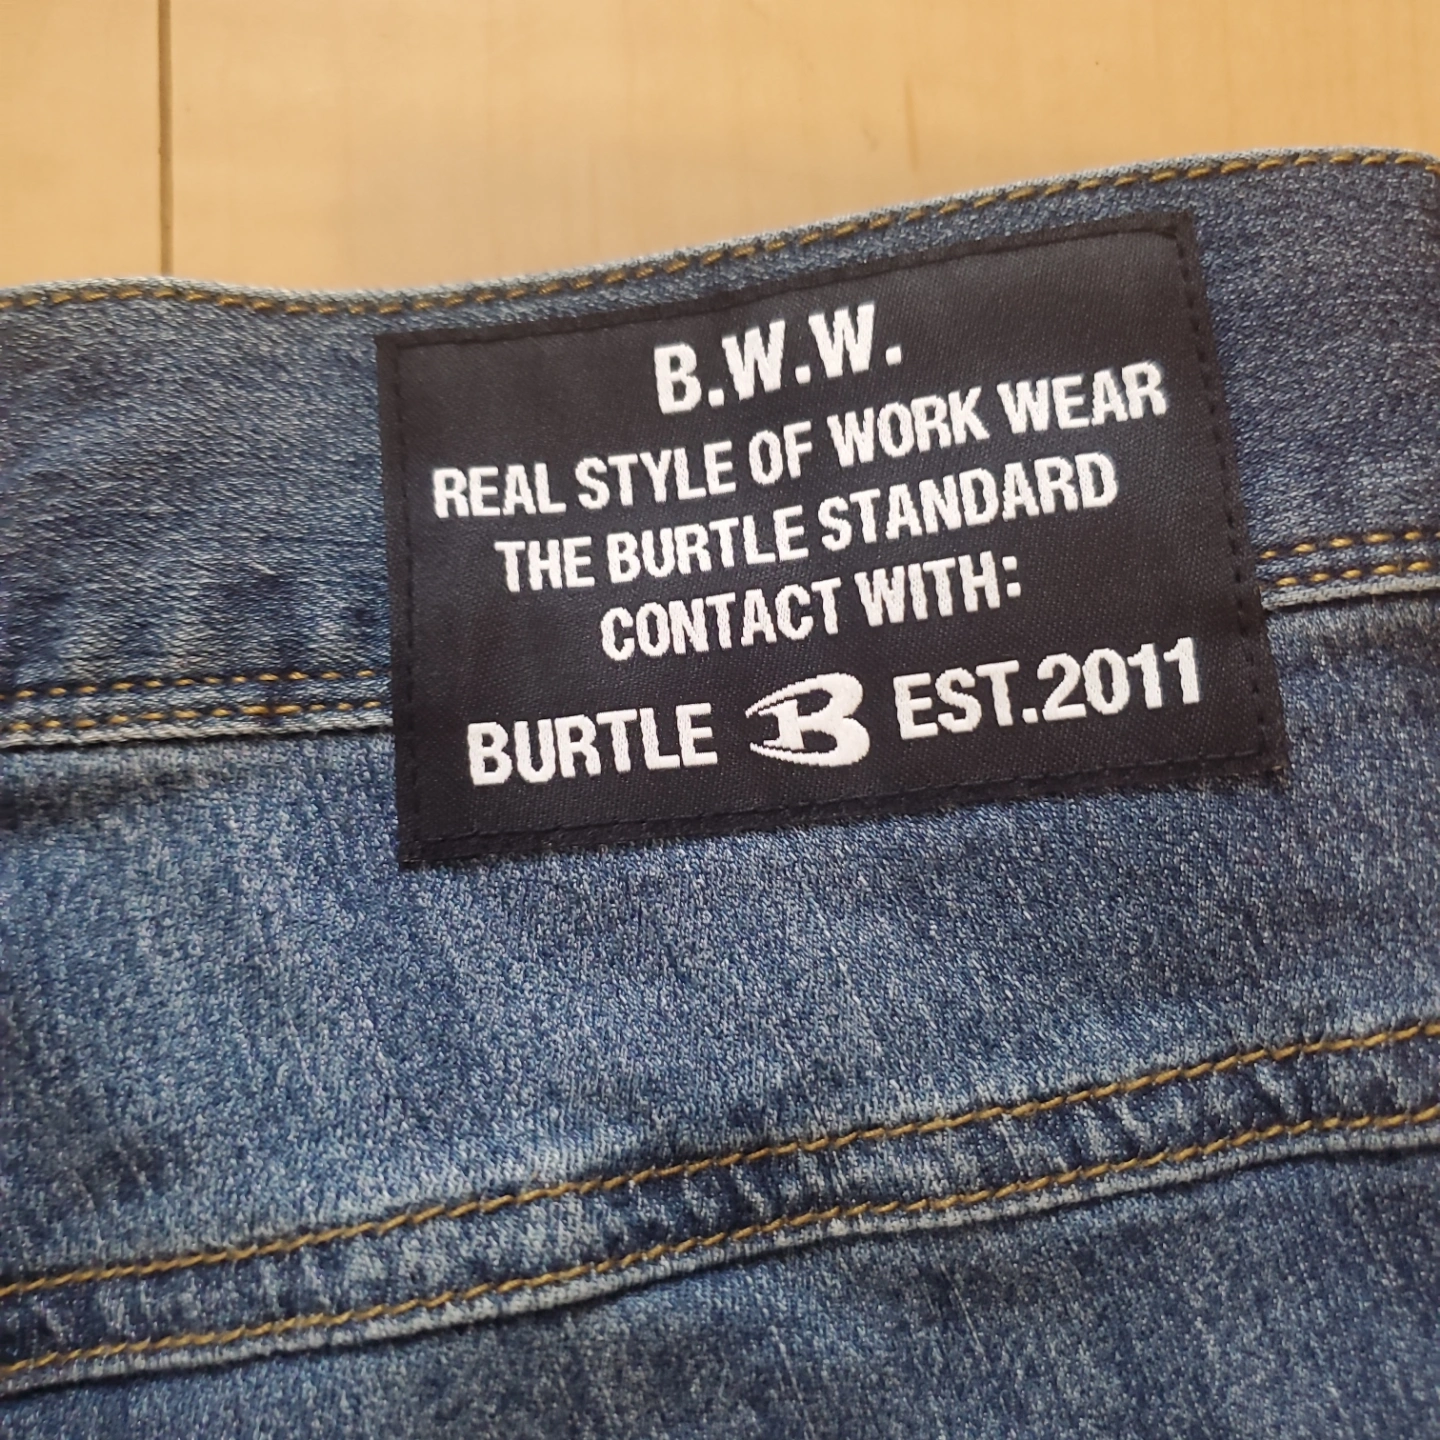 B.W.W.
REAL STYLE OF WORK WEAR
THE BURTLE STANDARD
CONTACT WITH:
BURTLE B EST.2011